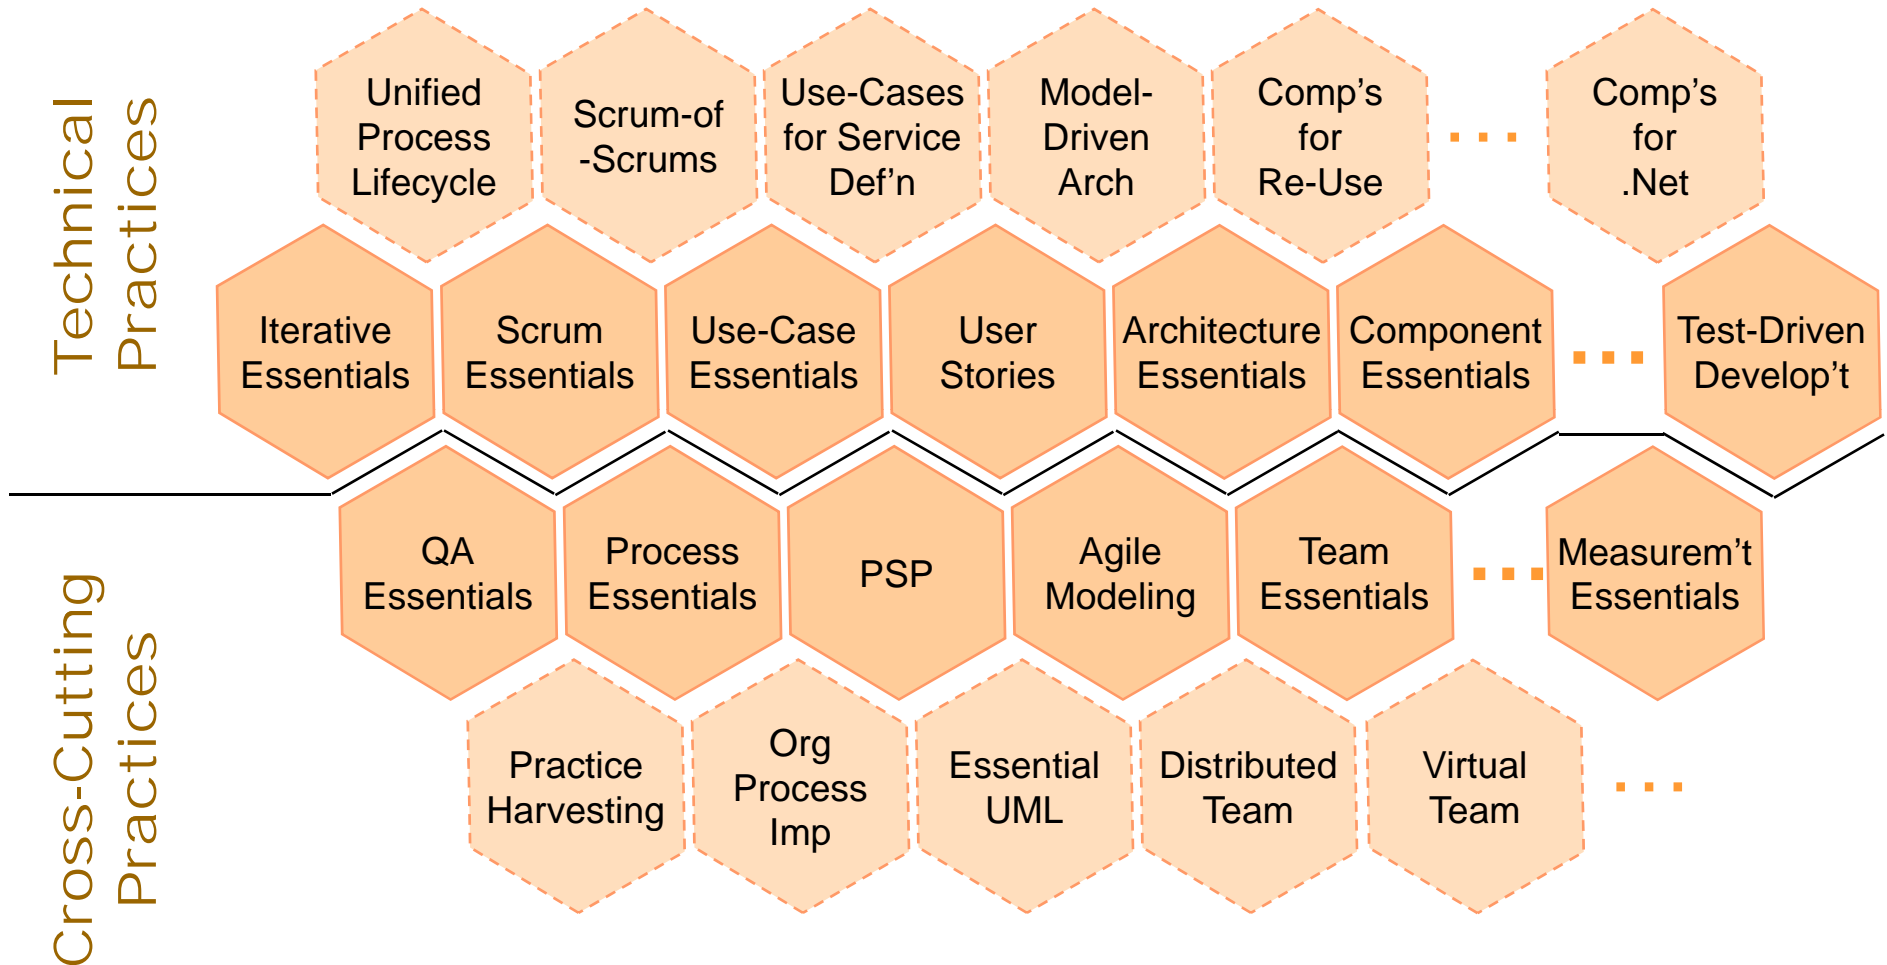 Technical
Practices
Unified
Process
Lifecycle
Scrum-of
-Scrums
Use-Cases
for Service
Def’n
Model-
Driven
Arch
Comp’s
for
Re-Use
Comp’s
for
.Net
Iterative
Essentials
Scrum
Essentials
Use-Case
Essentials
User
Stories
Architecture
Essentials
Component
Essentials
Test-Driven
Develop’t
Cross-Cutting
Practices
QA
Essentials
Process
Essentials
PSP
Agile
Modeling
Team
Essentials
Measurem’t
Essentials
Practice
Harvesting
Org
Process
Imp
Essential
UML
Distributed
Team
Virtual
Team